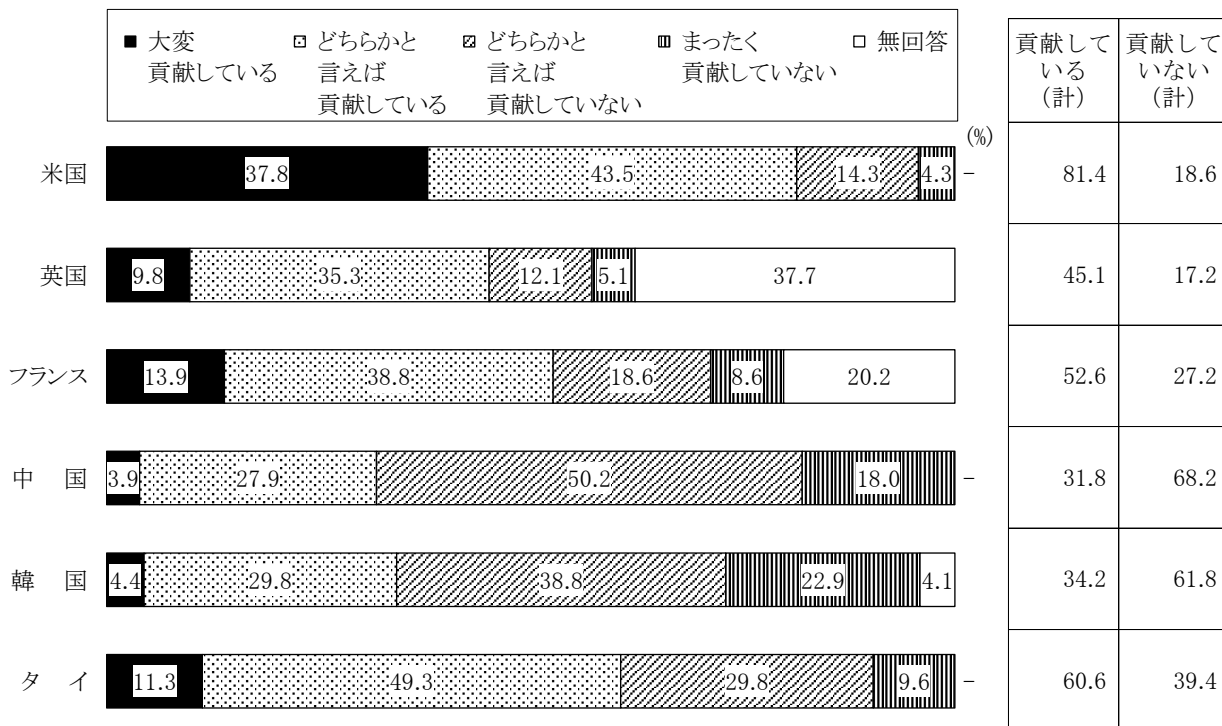 ■ 大変 どちらかと どちらかと まったく □ 無回答 貢献して 貢献して
貢献している 言えば 言えば 貢献していない いる いない
貢献している 貢献していない (計) (計)
(%)
米国 37.8 43.5 14.3 4.3 - 81.4 18.6
英国 9.8 35.3 12.1 5.1 37.7 45.1 17.2
フランス 13.9 38.8 18.6 8.6 20.2 52.6 27.2
中 国 3.9 27.9 50.2 18.0 - 31.8 68.2
韓 国 4.4 29.8 38.8 22.9 4.1 34.2 61.8
タ イ 11.3 49.3 29.8 9.6 - 60.6 39.4